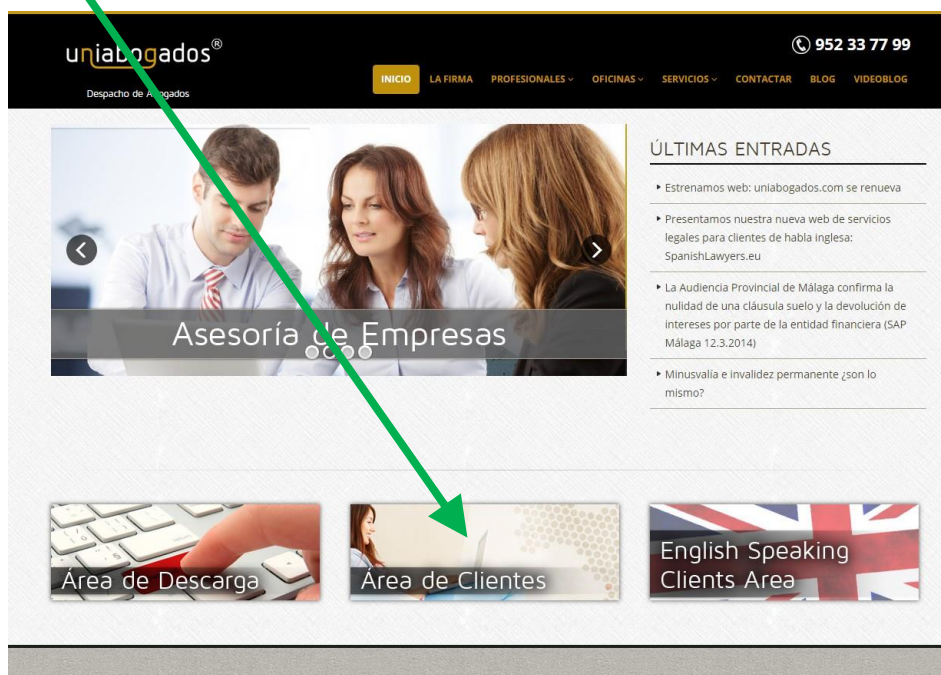 uniabogados®
Despacho de Abogados
952 33 77 99
INICIO LA FIRMA PROFESIONALES OFICINAS SERVICIOS CONTACTAR BLOG VIDEOBLOG
Asesoría de Empresas
ÚLTIMAS ENTRADAS
Estrenamos web: uniabogados.com se renueva
Presentamos nuestra nueva web de servicios
legales para clientes de habla inglesa:
SpanishLawyers.eu
La Audiencia Provincial de Málaga confirma la
nulidad de una cláusula suelo y la devolución de
intereses por parte de la entidad financiera (SAP
Málaga 12.3.2014)
Minusvalía e invalidez permanente ¿son lo
mismo?
Área de Descarga
Área de Clientes
English Speaking
Clients Area